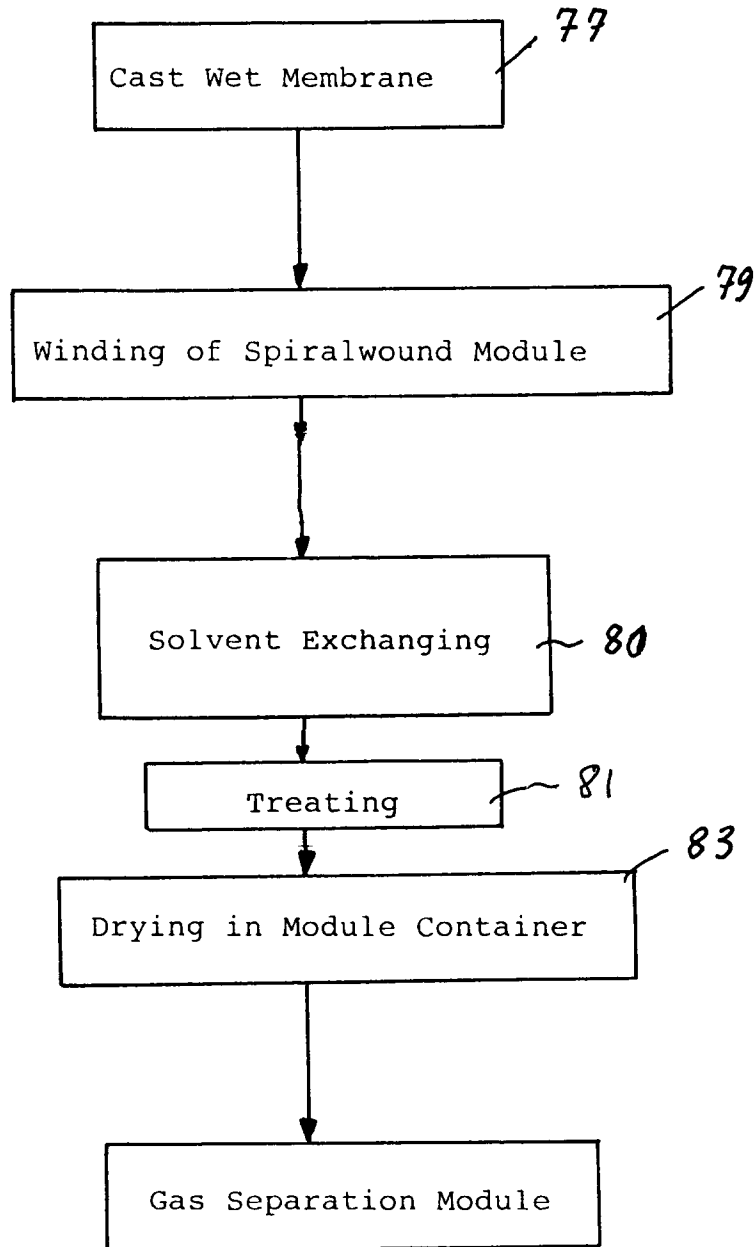 77
Cast Wet Membrane
79
Winding of Spiralwound Module
Solvent Exchanging
80
Treating
81
83
Drying in Module Container
Gas Separation Module